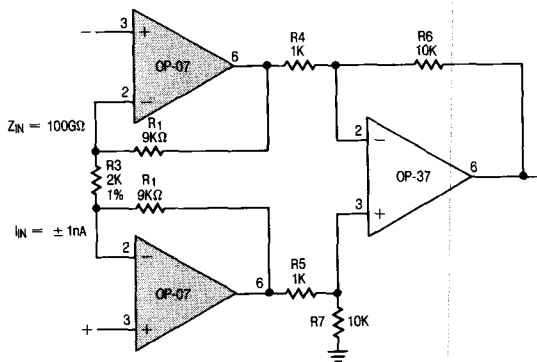 −
3
OP-07
6
2
−
R4
1K
R6
10K
Z_IN = 100GΩ
R1
9KΩ
R3
2K
1%
R1
9KΩ
2
−
OP-37
6
3
+
I_IN = ± 1nA
2
−
OP-07
6
+
3
+
R5
1K
R7
10K